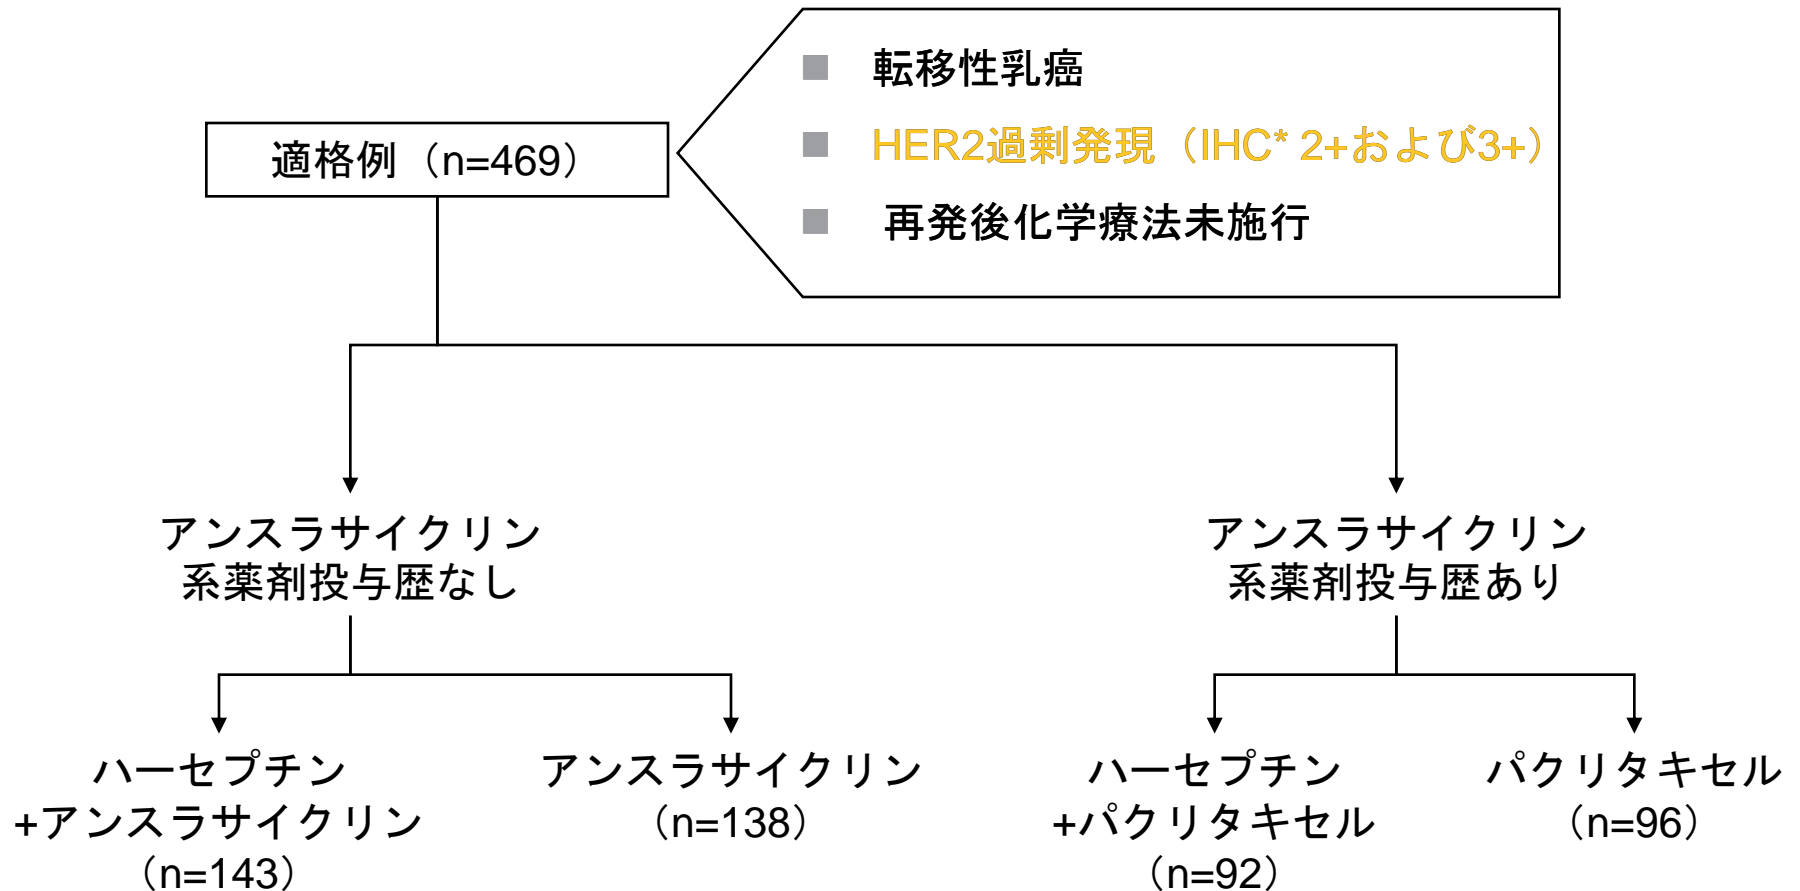 転移性乳癌
HER2過剰発現（IHC* 2+および3+）
再発後化学療法未施行
適格例（n=469）
アンスラサイクリン
系薬剤投与歴なし
アンスラサイクリン
系薬剤投与歴あり
ハーセプチン
+アンスラサイクリン
（n=143）
アンスラサイクリン
（n=138）
ハーセプチン
+パクリタキセル
（n=92）
パクリタキセル
（n=96）